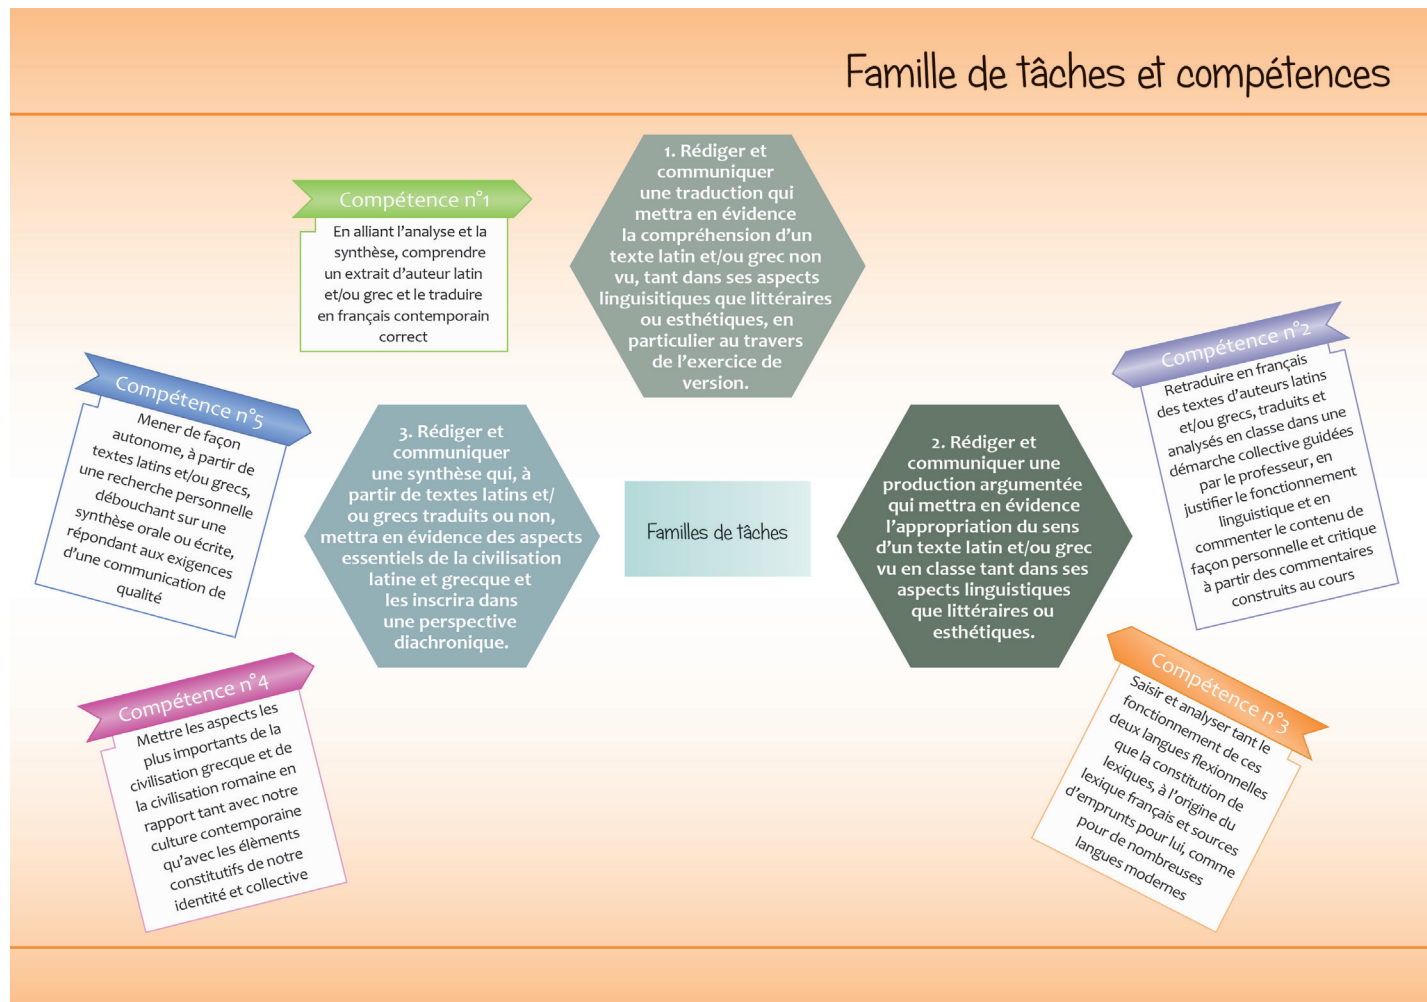 Famille de tâches et compétences
Compétence n°1
En alliant l'analyse et la
synthèse, comprendre
un extrait d'auteur latin
et/ou grec et le traduire
en français contemporain
correct
1. Rédiger et
communiquer
une traduction qui
mettra en évidence
la compréhension d'un
texte latin et/ou grec non
vu, tant dans ses aspects
linguisitiques que littéraires
ou esthétiques, en
particulier au travers
de l'exercice de
version.
Compétence n°2
Retraduire en français
des textes d'auteurs latins
et/ou grecs, traduits et
analysés en classe dans une
démarche collective guidées
par le professeur, en
justifier le fonctionnement
linguistique et en
commenter le contenu de
façon personnelle et critique
à partir des commentaires
construits au cours
Compétence n°5
Mener de façon
autonome, à partir de
textes latins et/ou grecs,
une recherche personnelle
débouchant sur une
synthèse orale ou écrite,
répondant aux exigences
d'une communication de
qualité
3. Rédiger et
communiquer
une synthèse qui, à
partir de textes latins et/
ou grecs traduits ou non,
mettra en évidence des aspects
essentiels de la civilisation
latine et grecque et
les inscrira dans
une perspective
diachronique.
Familles de tâches
2. Rédiger et
communiquer une
production argumentée
qui mettra en évidence
l'appropriation du sens
d'un texte latin et/ou grec
vu en classe tant dans ses
aspects linguistiques
que littéraires ou
esthétiques.
Compétence n°4
Mettre les aspects les
plus importants de la
civilisation grecque et de
la civilisation romaine en
rapport tant avec notre
culture contemporaine
qu'avec les élèments
constitutifs de notre
identité et collective
Compétence n°3
Saisir et analyser tant le
fonctionnement de ces
deux langues flexionnelles
que la constitution de
lexiques, à l'origine du
lexique français et sources
d'emprunts pour lui, comme
pour de nombreuses
langues modernes